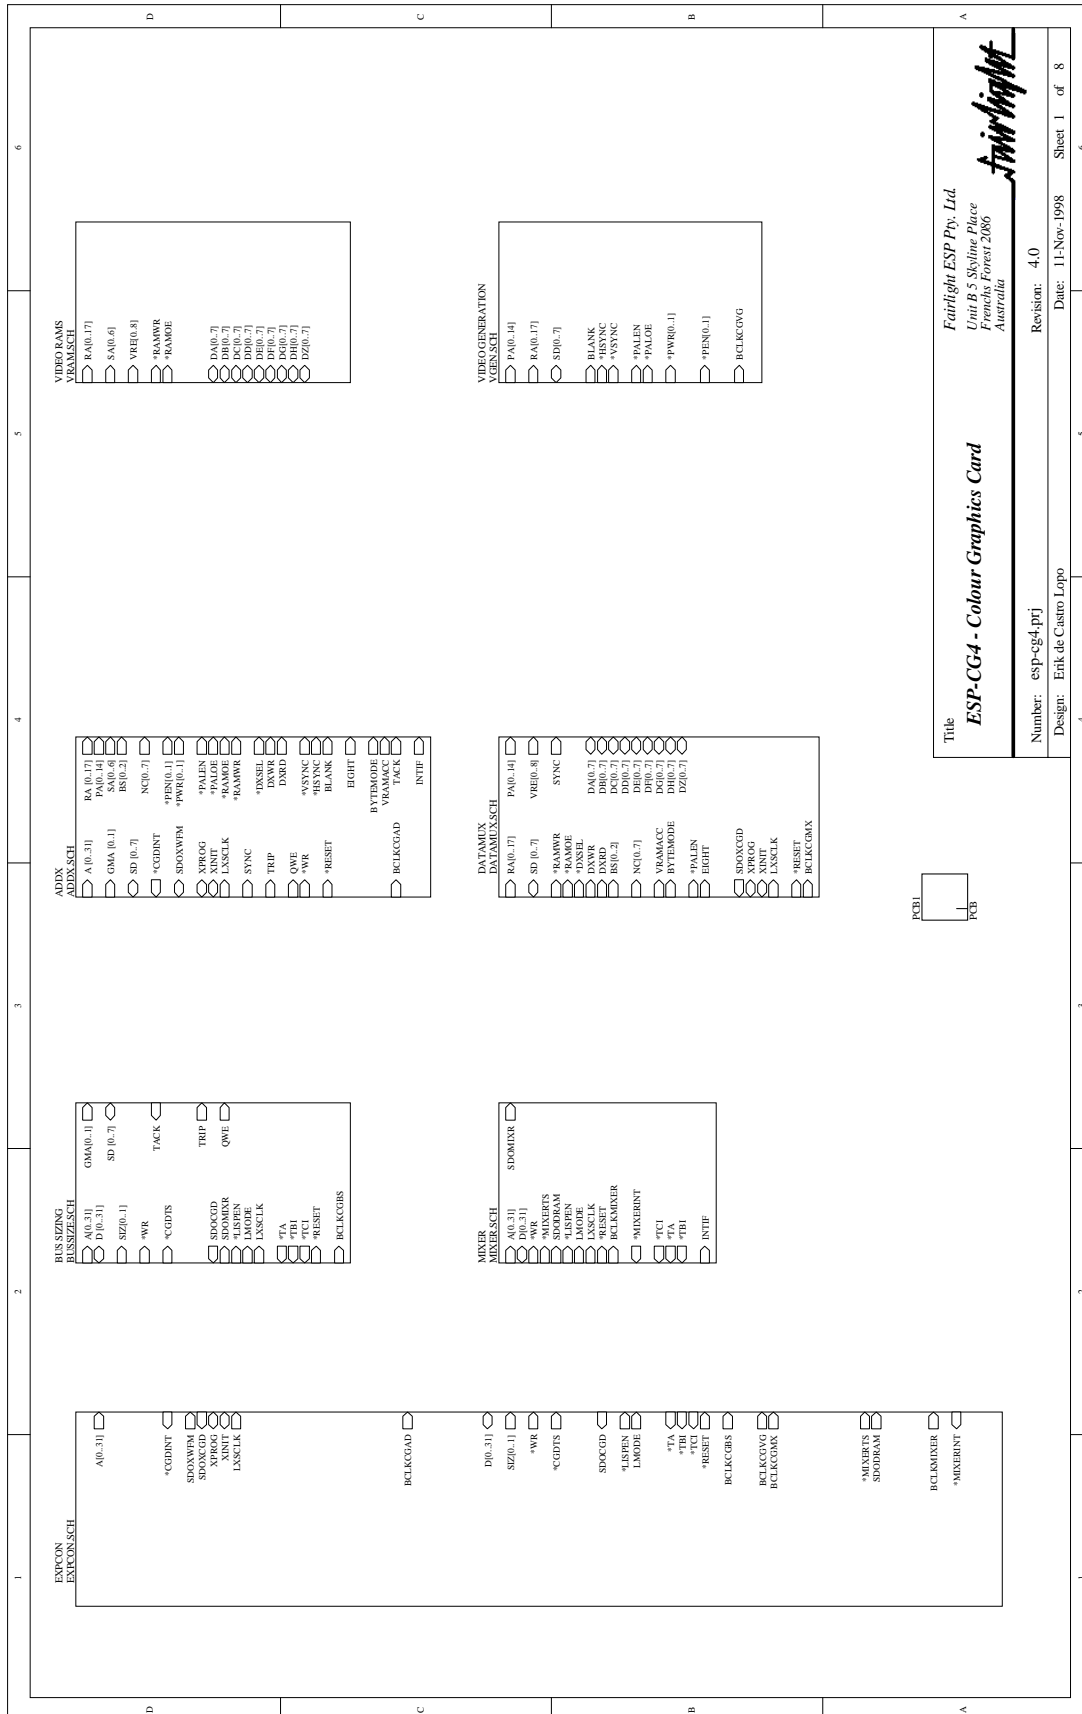 EXPCON
EXPCON.SCH
A[0..31]
*CGDINT
SDOXWFM
SDOXCGD
XPROG
XINIT
LXSCLK
BCLKCGAD
D[0..31]
SIZ[0..1]
*WR
*CGDTS
SDOCGD
*LISPEN
LMODE
*TA
*TBI
*TCI
*RESET
BCLKCGBS
BCLKCGVG
BCLKCGMX
*MIXERTS
SDODRAM
BCLKMIXER
*MIXERINT
BUS SIZING
BUSSIZE.SCH
A[0..31]
D [0..31]
SIZ[0..1]
*WR
*CGDTS
SDOCGD
SDOMIXR
*LISPEN
LMODE
LXSCLK
*TA
*TBI
*TCI
*RESET
BCLKCGBS
GMA[0..1]
SD [0..7]
TACK
TRIP
QWE
MIXER
MIXER.SCH
A[0..31]
D[0..31]
*WR
*MIXERTS
SDODRAM
*LISPEN
LMODE
LXSCLK
*RESET
BCLKMIXER
*MIXERINT
*TCI
*TA
*TBI
INTIF
SDOMIXR
ADDX
ADDX.SCH
A [0..31]
GMA [0..1]
SD [0..7]
*CGDINT
SDOXWFM
XPROG
XINIT
LXSCLK
SYNC
TRIP
QWE
*WR
*RESET
BCLKCGAD
RA [0..17]
PA[0..14]
SA[0..6]
BS[0..2]
NC[0..7]
*PEN[0..1]
*PWR[0..1]
*PALEN
*PALOE
*RAMOE
*RAMWR
*DXSEL
DXWR
DXRD
*VSYNC
*HSYNC
BLANK
EIGHT
BYTEMODE
VRAMACC
TACK
INTIF
DATAMUX
DATAMUX.SCH
RA[0..17]
SD [0..7]
*RAMWR
*RAMOE
*DXSEL
DXWR
DXRD
BS[0..2]
NC[0..7]
VRAMACC
BYTEMODE
*PALEN
EIGHT
SDOXCGD
XPROG
XINIT
LXSCLK
*RESET
BCLKCGMX
PA[0..14]
VRE[0..8]
SYNC
DA[0..7]
DB[0..7]
DC[0..7]
DD[0..7]
DE[0..7]
DF[0..7]
DG[0..7]
DH[0..7]
DZ[0..7]
PCB1
PCB
VIDEO RAMS
VRAM.SCH
RA[0..17]
SA[0..6]
VRE[0..8]
*RAMWR
*RAMOE
DA[0..7]
DB[0..7]
DC[0..7]
DD[0..7]
DE[0..7]
DF[0..7]
DG[0..7]
DH[0..7]
DZ[0..7]
VIDEO GENERATION
VGEN.SCH
PA[0..14]
RA[0..17]
SD[0..7]
BLANK
*HSYNC
*VSYNC
*PALEN
*PALOE
*PWR[0..1]
*PEN[0..1]
BCLKCGVG
Title
ESP-CG4 - Colour Graphics Card
Fairlight ESP Pty. Ltd.
Unit B 5 Skyline Place
Frenchs Forest 2086
Australia
fairlight
Number: esp-cg4.prj
Revision: 4.0
Design: Erik de Castro Lopo
Date: 11-Nov-1998
Sheet 1 of 8
1
2
3
4
5
6
1
2
3
4
5
6
D
C
B
A
D
C
B
A